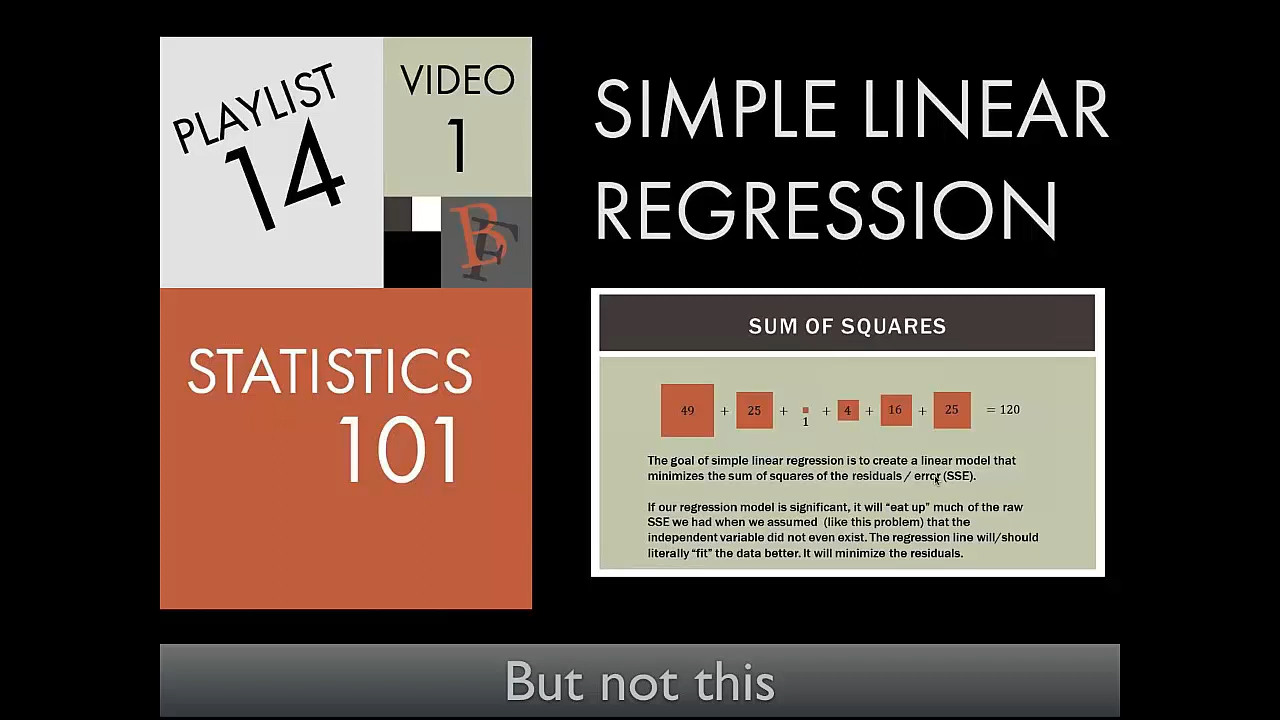 PLAYLIST
14
VIDEO
1
BF
STATISTICS
101
SIMPLE LINEAR
REGRESSION
SUM OF SQUARES
49 + 25 + 1 + 4 + 16 + 25 = 120
The goal of simple linear regression is to create a linear model that
minimizes the sum of squares of the residuals / error (SSE).
If our regression model is significant, it will “eat up” much of the raw
SSE we had when we assumed (like this problem) that the
independent variable did not even exist. The regression line will/should
literally “fit” the data better. It will minimize the residuals.
But not this